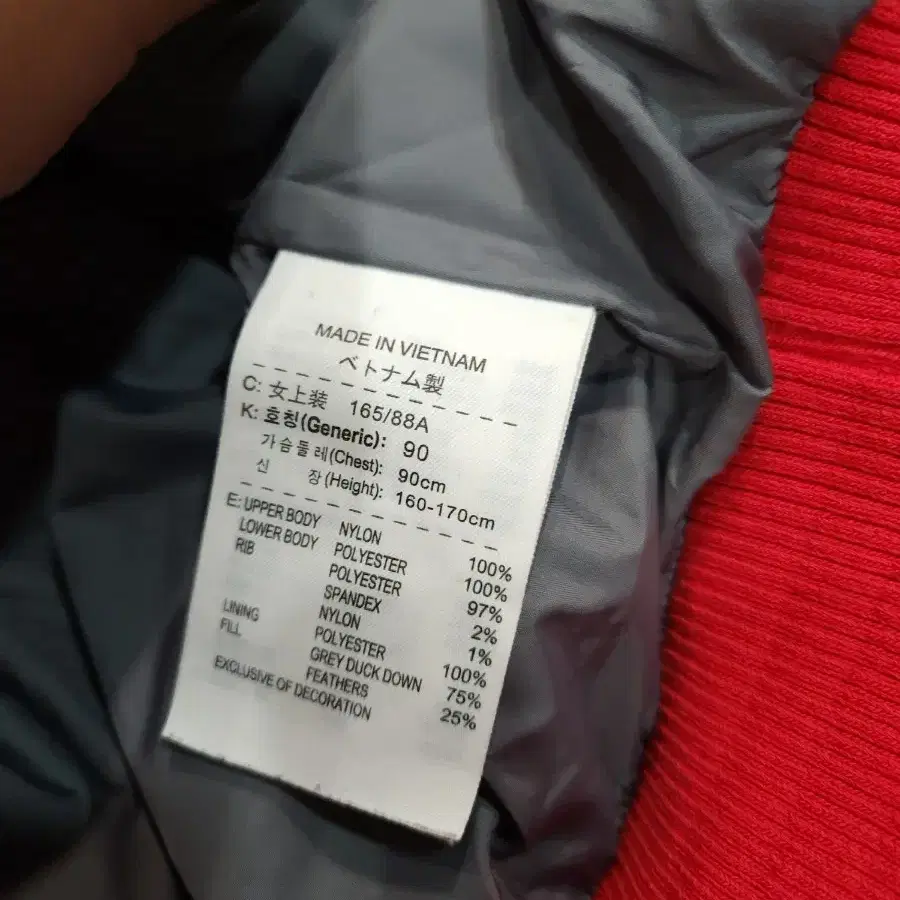 MADE IN VIETNAM
ベトナム製
C: 女上装 165/88A
K: 호칭(Generic): 90
가슴둘레(Chest): 90cm
신 장(Height): 160-170cm
E: UPPER BODY NYLON 100%
LOWER BODY POLYESTER 100%
RIB POLYESTER 97%
SPANDEX 2%
NYLON 1%
LINING POLYESTER 100%
FILL GREY DUCK DOWN 75%
FEATHERS 25%
EXCLUSIVE OF DECORATION